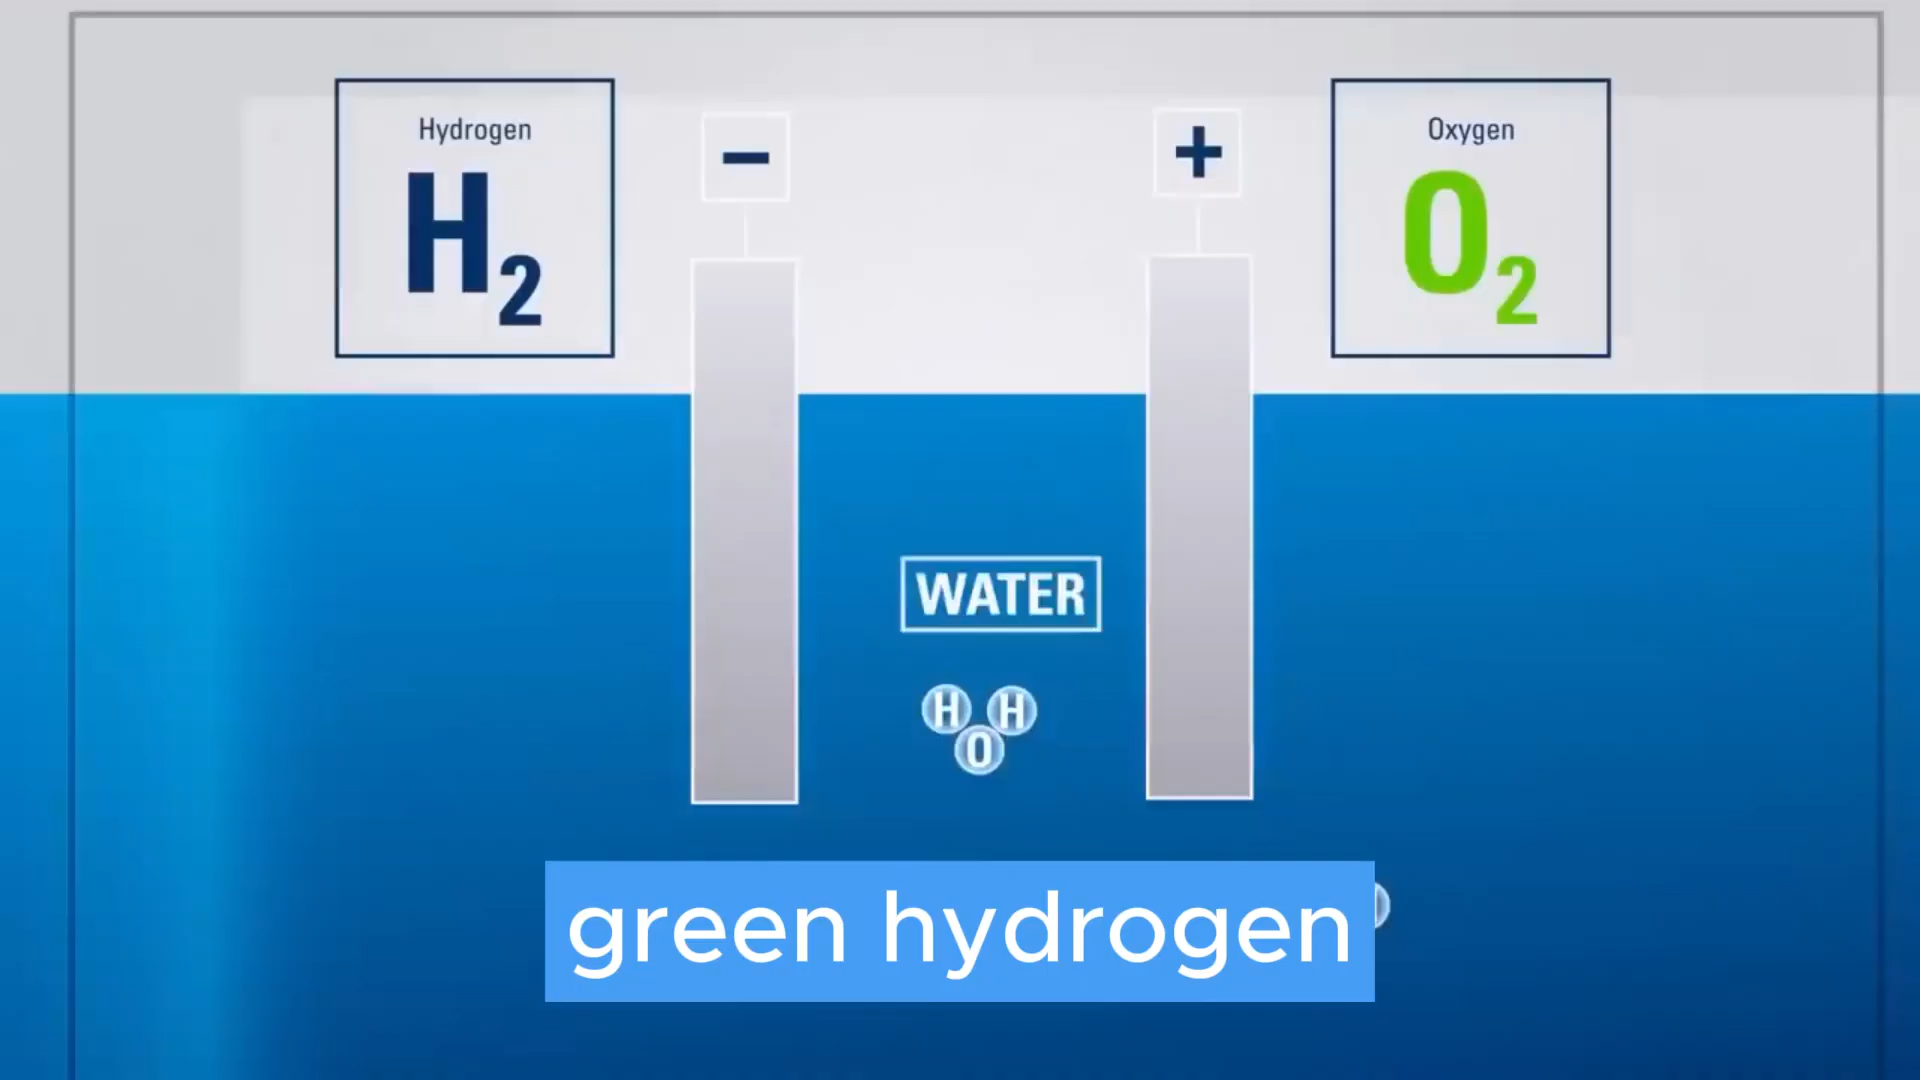 Hydrogen
H2
−
+
Oxygen
O2
WATER
H H
O
green hydrogen